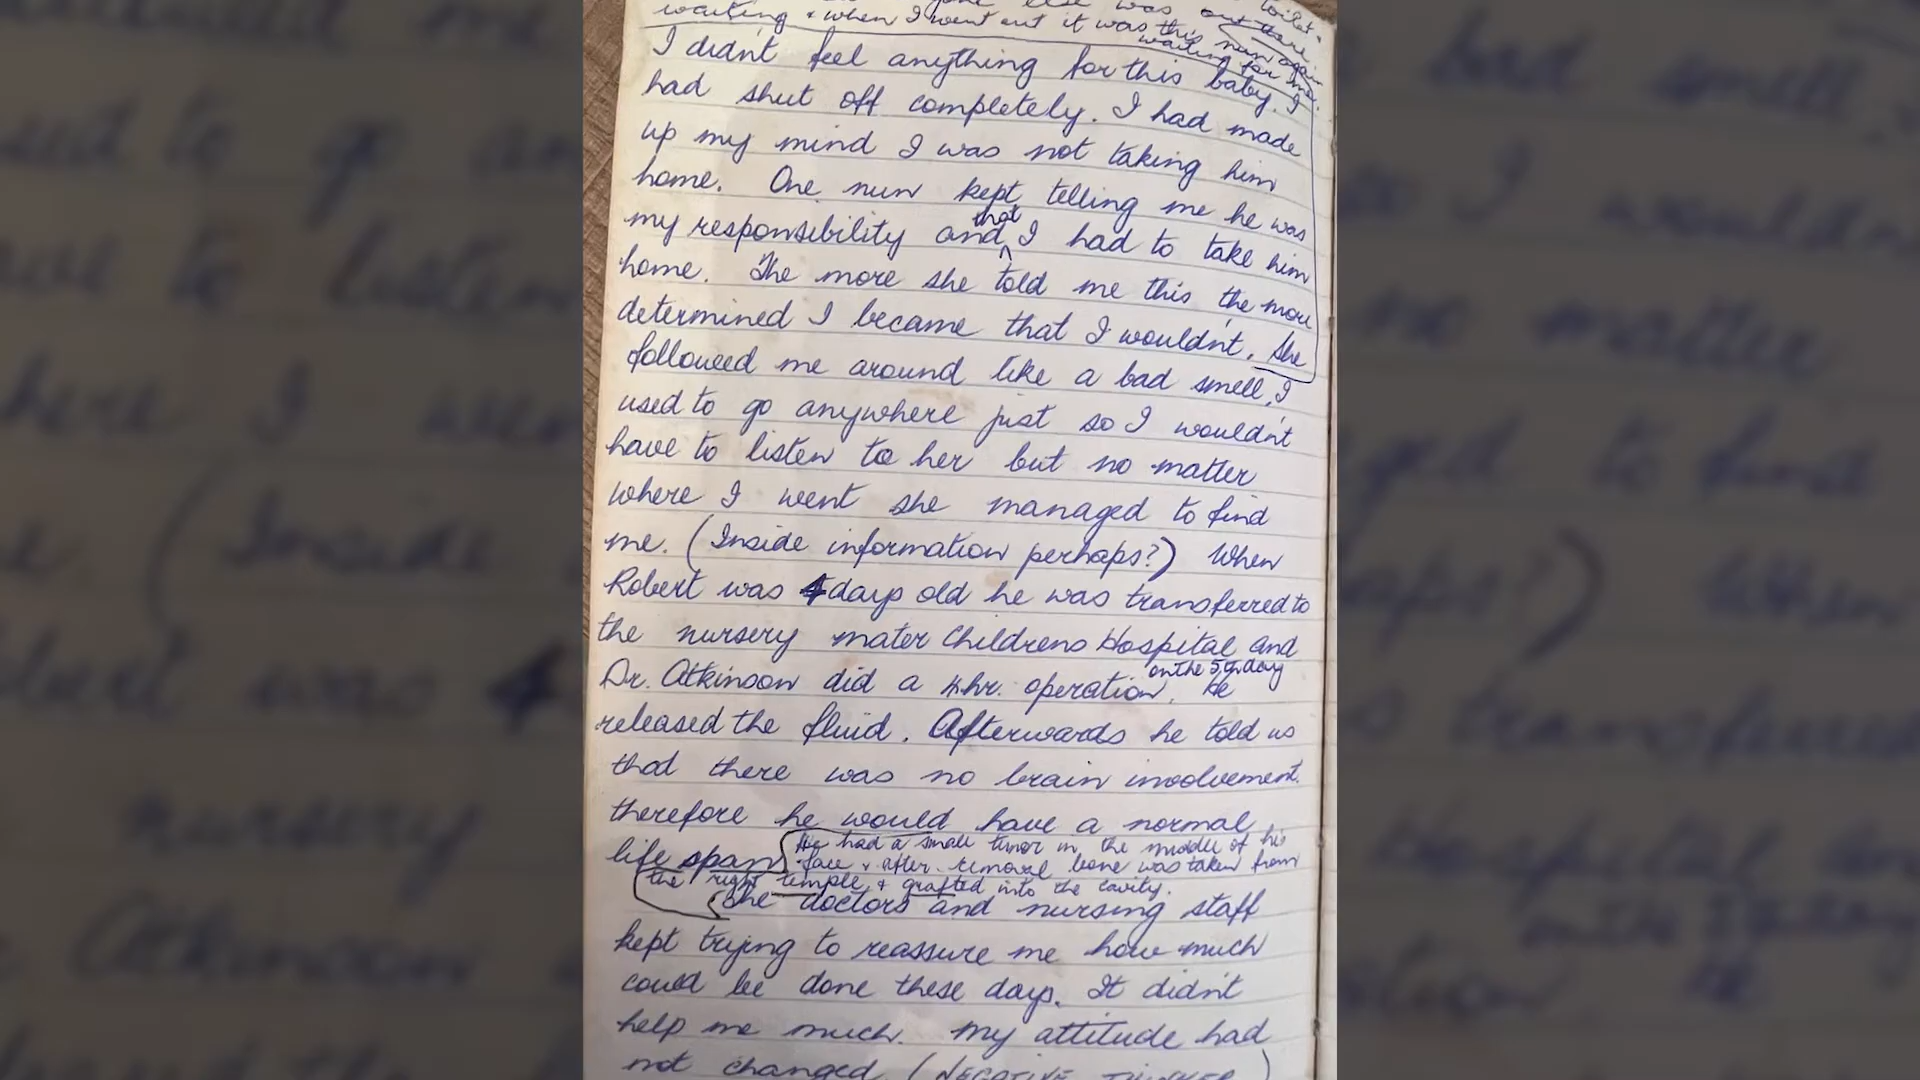 else was out there toilet.
waiting & when I went out it was this nun again
waiting for me.
I didn't feel anything for this baby. I
had shut off completely. I had made
up my mind I was not taking him
home. One nun kept telling me he was
my responsibility and that I had to take him
home. The more she told me this the more
determined I became that I wouldn't. She
followed me around like a bad smell, I
used to go anywhere just so I wouldn't
have to listen to her but no matter
where I went she managed to find
me. (Inside information perhaps?) When
Robert was 4 days old he was transferred to
the nursery mater Childrens Hospital and
Dr. Atkinson did a 4 hr. operation on the 5th day. He
released the fluid. Afterwards he told us
that there was no brain involvement.
therefore he would have a normal
life span
He had a small tumor in the middle of his
face & after removal bone was taken from
the right temple & grafted into the cavity.
The doctors and nursing staff
kept trying to reassure me how much
could be done these days. It didn't
help me much. My attitude had
not changed (NEGATIVE THINKER)